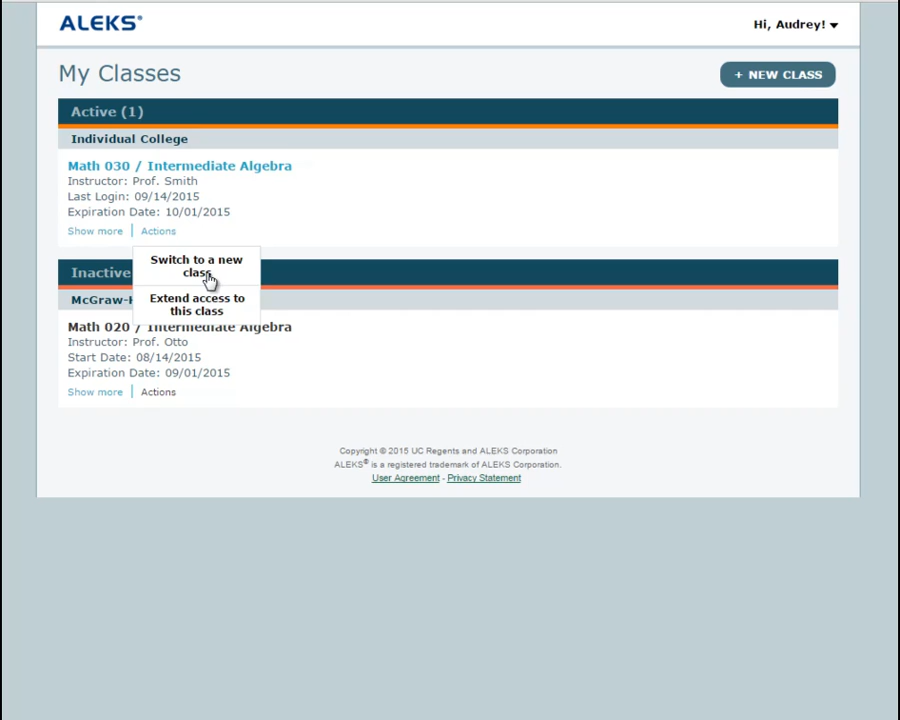 ALEKS®
Hi, Audrey!
My Classes
+ NEW CLASS
Active (1)
Individual College
Math 030 / Intermediate Algebra
Instructor: Prof. Smith
Last Login: 09/14/2015
Expiration Date: 10/01/2015
Show more | Actions
Switch to a new
class
Extend access to
this class
Inactive
McGraw-H
Math 020 / Intermediate Algebra
Instructor: Prof. Otto
Start Date: 08/14/2015
Expiration Date: 09/01/2015
Show more | Actions
Copyright © 2015 UC Regents and ALEKS Corporation
ALEKS® is a registered trademark of ALEKS Corporation.
User Agreement - Privacy Statement